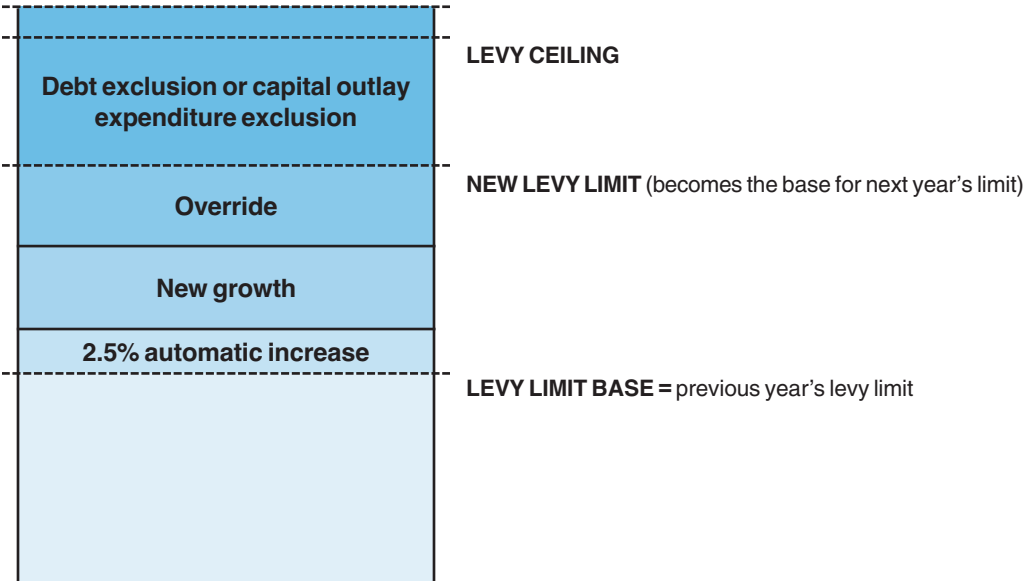 LEVY CEILING
Debt exclusion or capital outlay
expenditure exclusion
NEW LEVY LIMIT (becomes the base for next year’s limit)
Override
New growth
2.5% automatic increase
LEVY LIMIT BASE = previous year’s levy limit